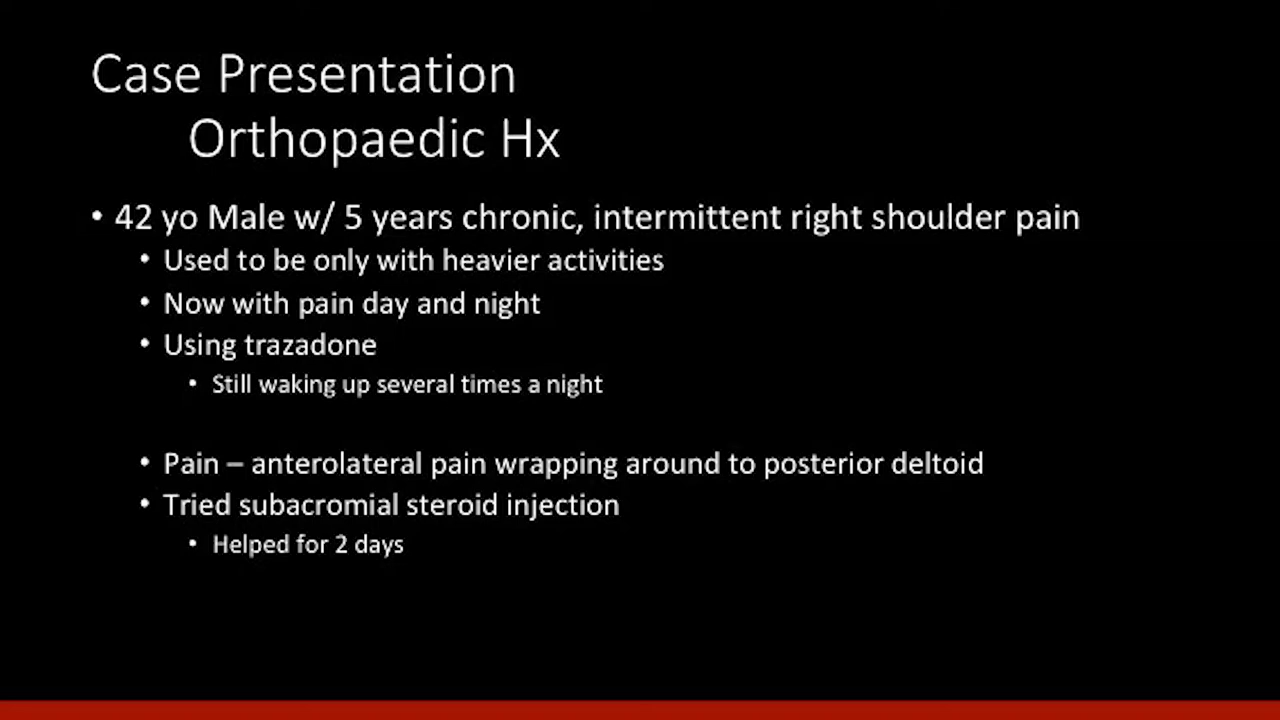 Case Presentation
Orthopaedic Hx
• 42 yo Male w/ 5 years chronic, intermittent right shoulder pain
• Used to be only with heavier activities
• Now with pain day and night
• Using trazadone
• Still waking up several times a night
• Pain – anterolateral pain wrapping around to posterior deltoid
• Tried subacromial steroid injection
• Helped for 2 days